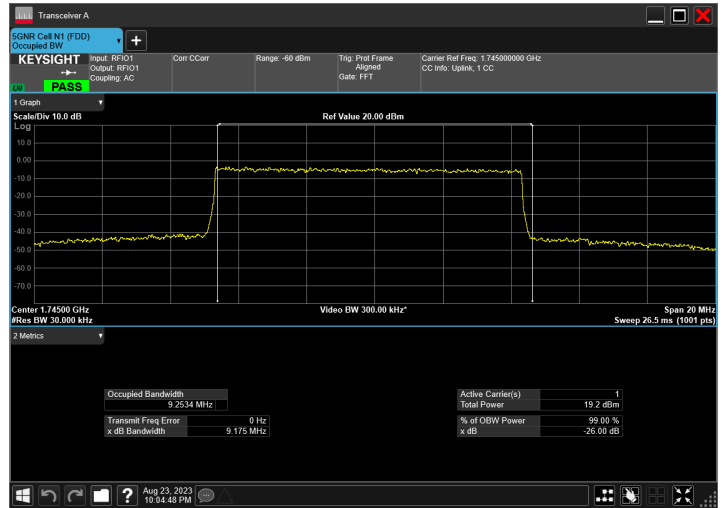 Transceiver A
5GNR Cell N1 (FDD)
Occupied BW
KEYSIGHT
LXI
PASS
Input: RFIO1
Output: RFIO1
Coupling: AC
Corr CCorr
Range: -60 dBm
Trig: Prot Frame
Aligned
Gate: FFT
Carrier Ref Freq: 1.745000000 GHz
CC Info: Uplink, 1 CC
1 Graph
Scale/Div 10.0 dB
Ref Value 20.00 dBm
Log
10.0
0.00
-10.0
-20.0
-30.0
-40.0
-50.0
-60.0
-70.0
Center 1.74500 GHz
Video BW 300.00 kHz*
Span 20 MHz
#Res BW 30.000 kHz
Sweep 26.5 ms (1001 pts)
2 Metrics
Occupied Bandwidth
9.2534 MHz
Transmit Freq Error 0 Hz
x dB Bandwidth 9.175 MHz
Active Carrier(s) 1
Total Power 19.2 dBm
% of OBW Power 99.00 %
x dB -26.00 dB
Aug 23, 2023
10:04:48 PM